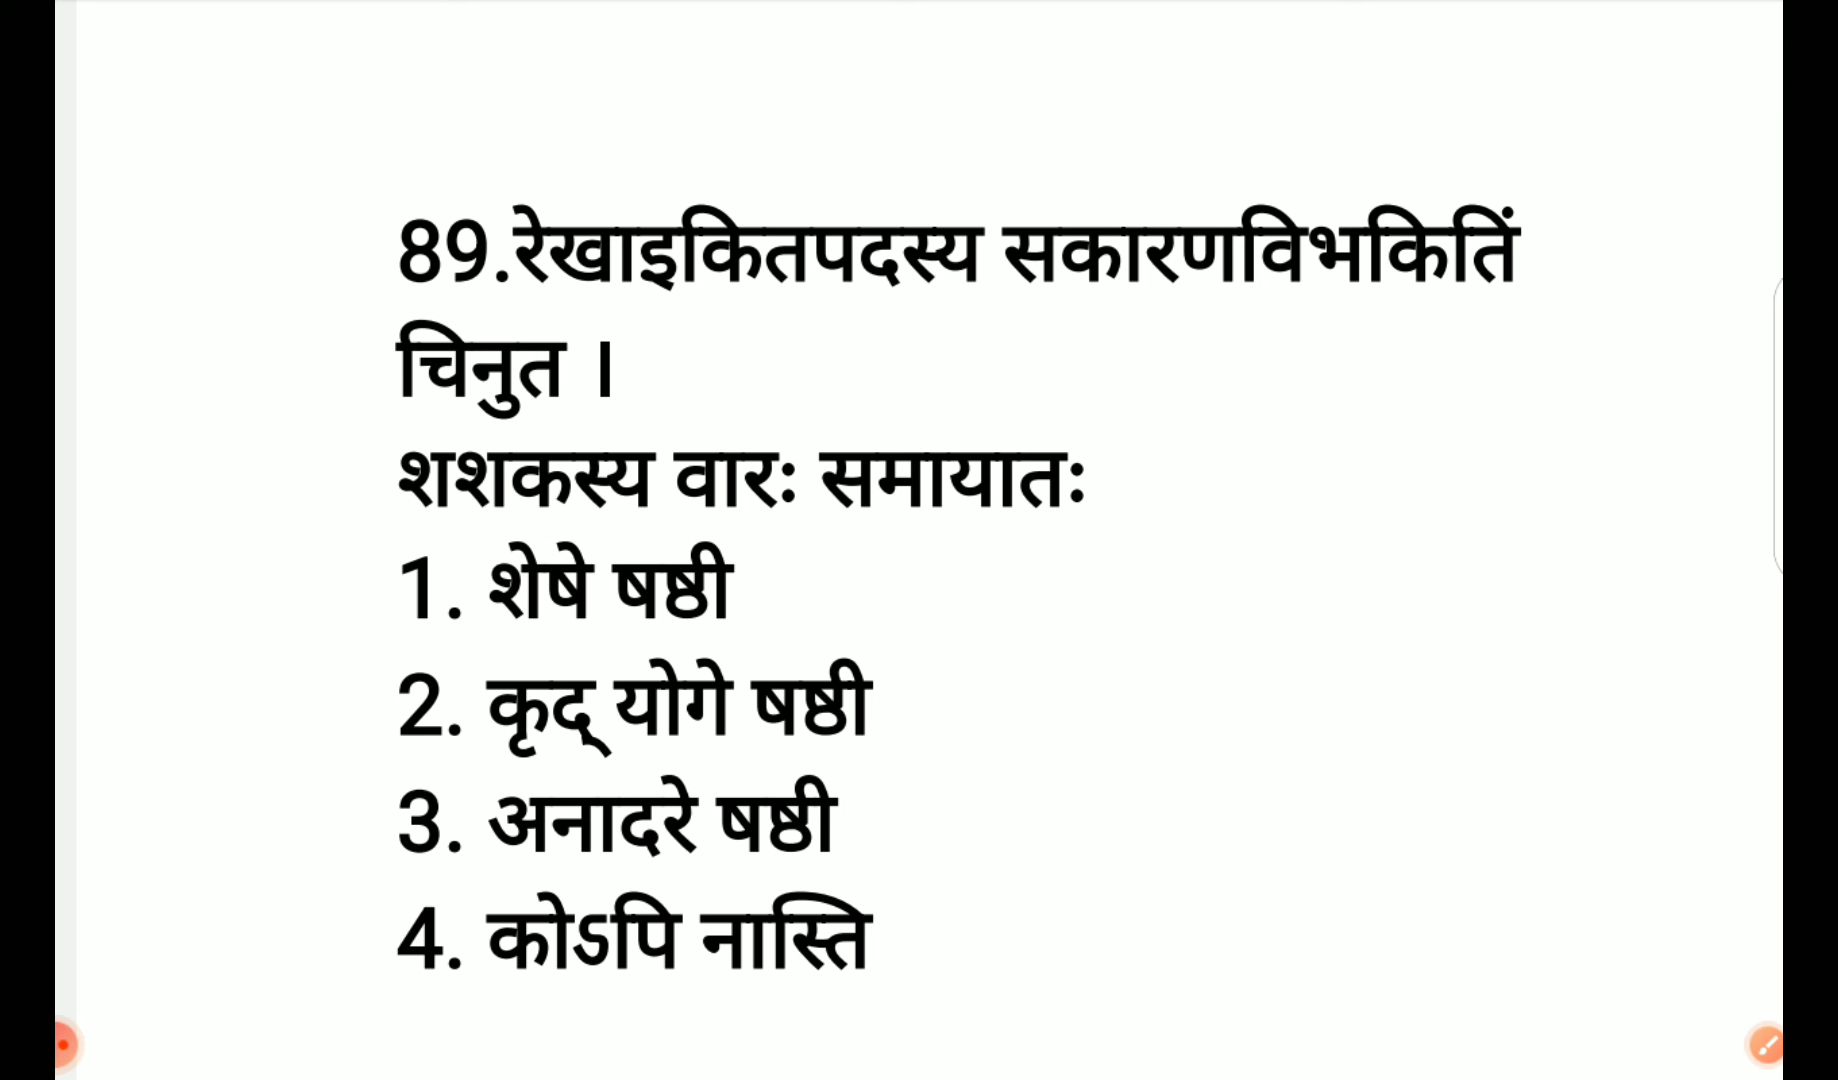 89.रेखाइकितपदस्य सकारणविभकितिं
चिनुत ।
शशकस्य वारः समायातः
1. शेषे षष्ठी
2. कृद् योगे षष्ठी
3. अनादरे षष्ठी
4. कोऽपि नास्ति